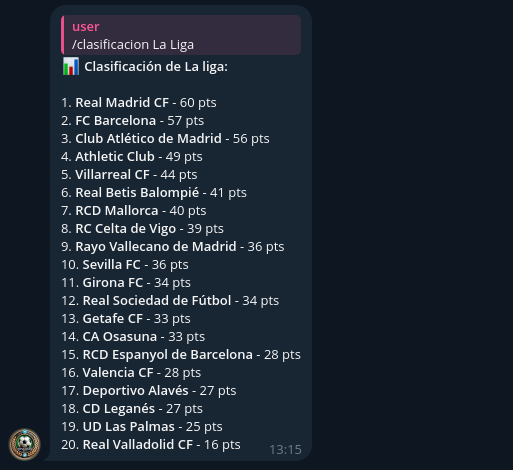 user
/clasificacion La Liga
📊 Clasificación de La liga:
1. Real Madrid CF - 60 pts
2. FC Barcelona - 57 pts
3. Club Atlético de Madrid - 56 pts
4. Athletic Club - 49 pts
5. Villarreal CF - 44 pts
6. Real Betis Balompié - 41 pts
7. RCD Mallorca - 40 pts
8. RC Celta de Vigo - 39 pts
9. Rayo Vallecano de Madrid - 36 pts
10. Sevilla FC - 36 pts
11. Girona FC - 34 pts
12. Real Sociedad de Fútbol - 34 pts
13. Getafe CF - 33 pts
14. CA Osasuna - 33 pts
15. RCD Espanyol de Barcelona - 28 pts
16. Valencia CF - 28 pts
17. Deportivo Alavés - 27 pts
18. CD Leganés - 27 pts
19. UD Las Palmas - 25 pts
20. Real Valladolid CF - 16 pts
13:15